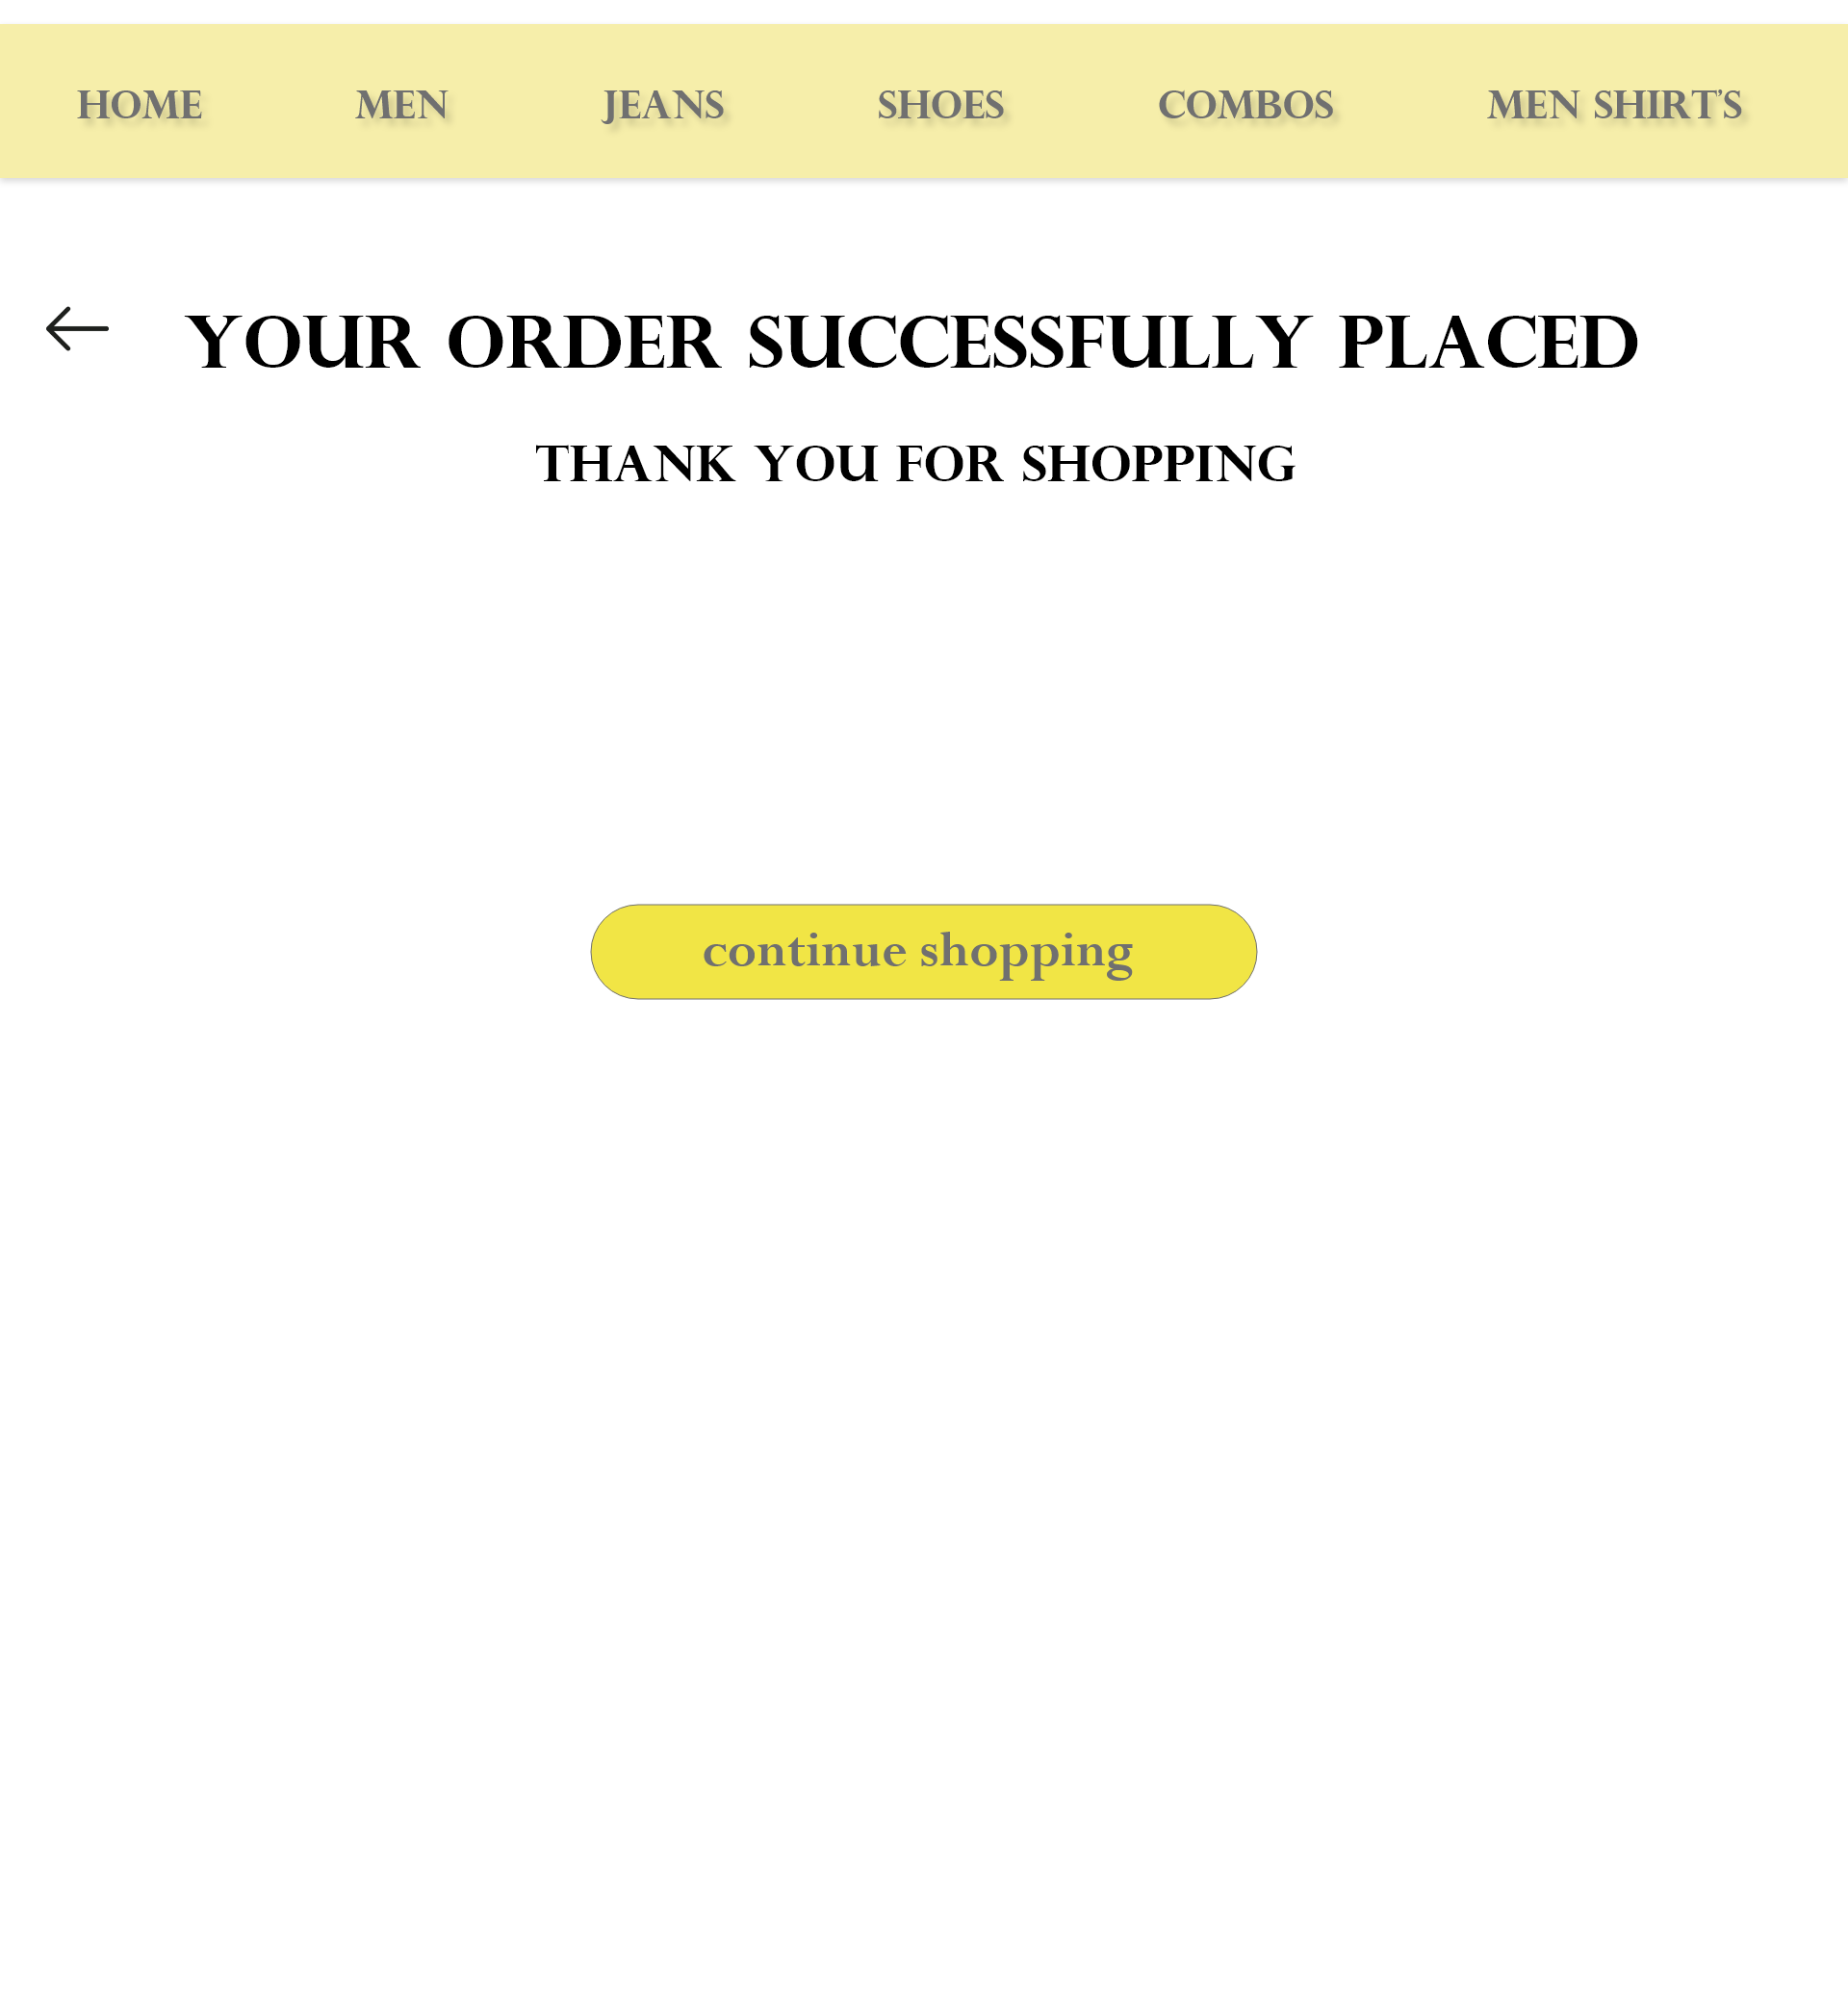 HOME MEN JEANS SHOES COMBOS MEN SHIRT'S
YOUR ORDER SUCCESSFULLY PLACED
THANK YOU FOR SHOPPING
continue shopping